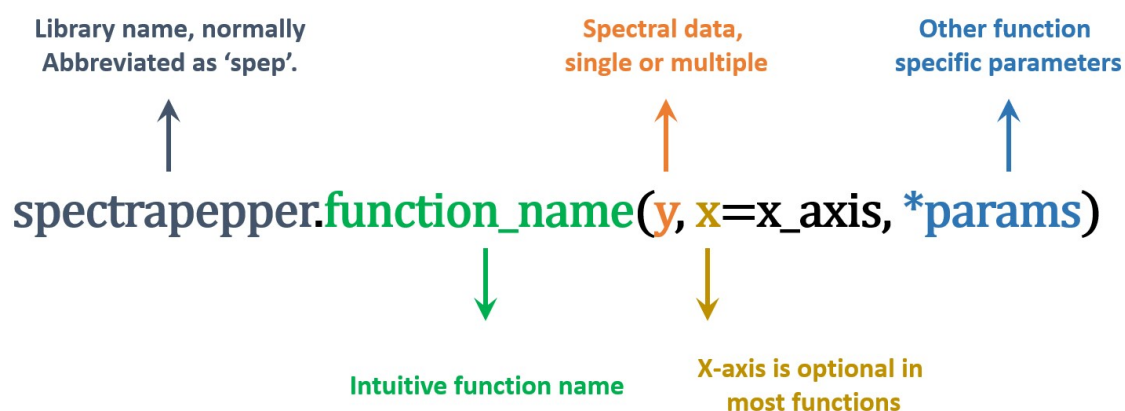 Library name, normally
Abbreviated as ‘spep’.
Spectral data,
single or multiple
Other function
specific parameters
spectrapepper.function_name(y, x=x_axis, *params)
Intuitive function name
X-axis is optional in
most functions